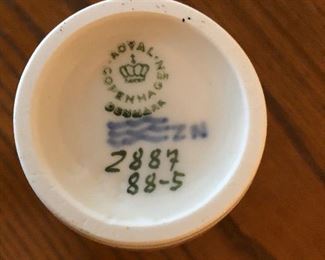 ROYAL
COPENHAGEN
DENMARK
ZN
2887
88-5